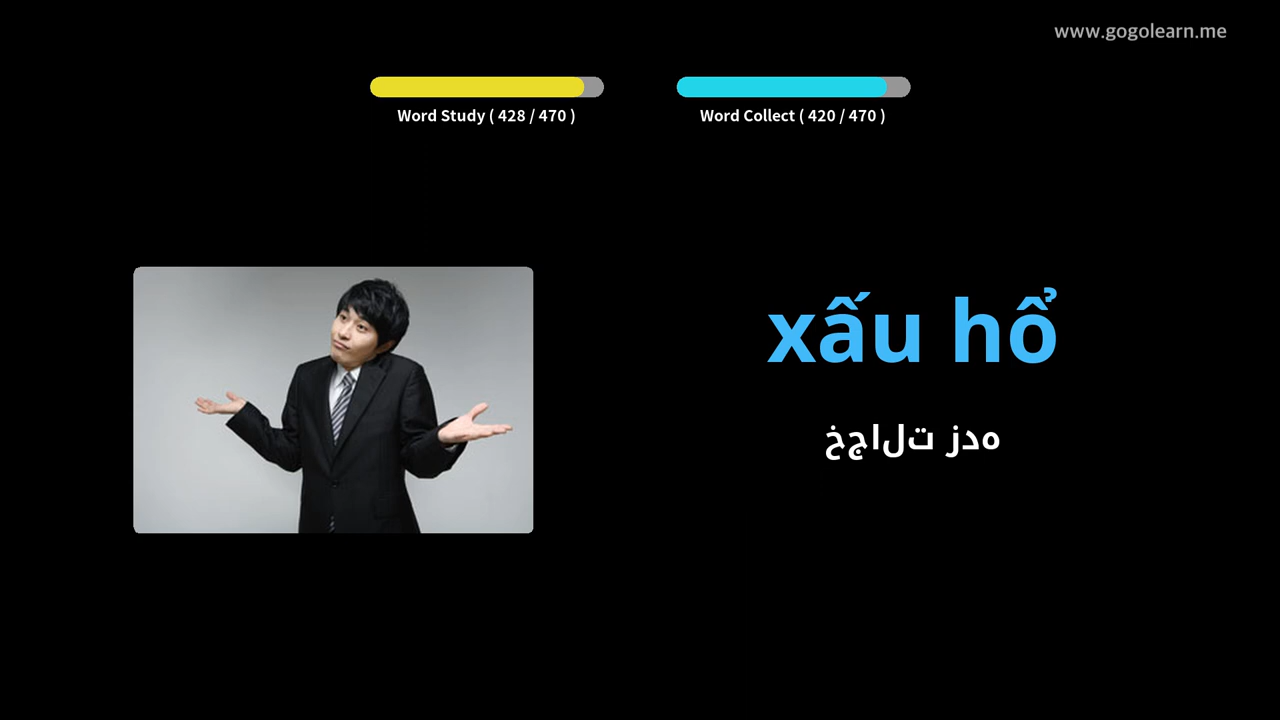 www.gogolearn.me
Word Study ( 428 / 470 )
Word Collect ( 420 / 470 )
xấu hổ
خجالت زده